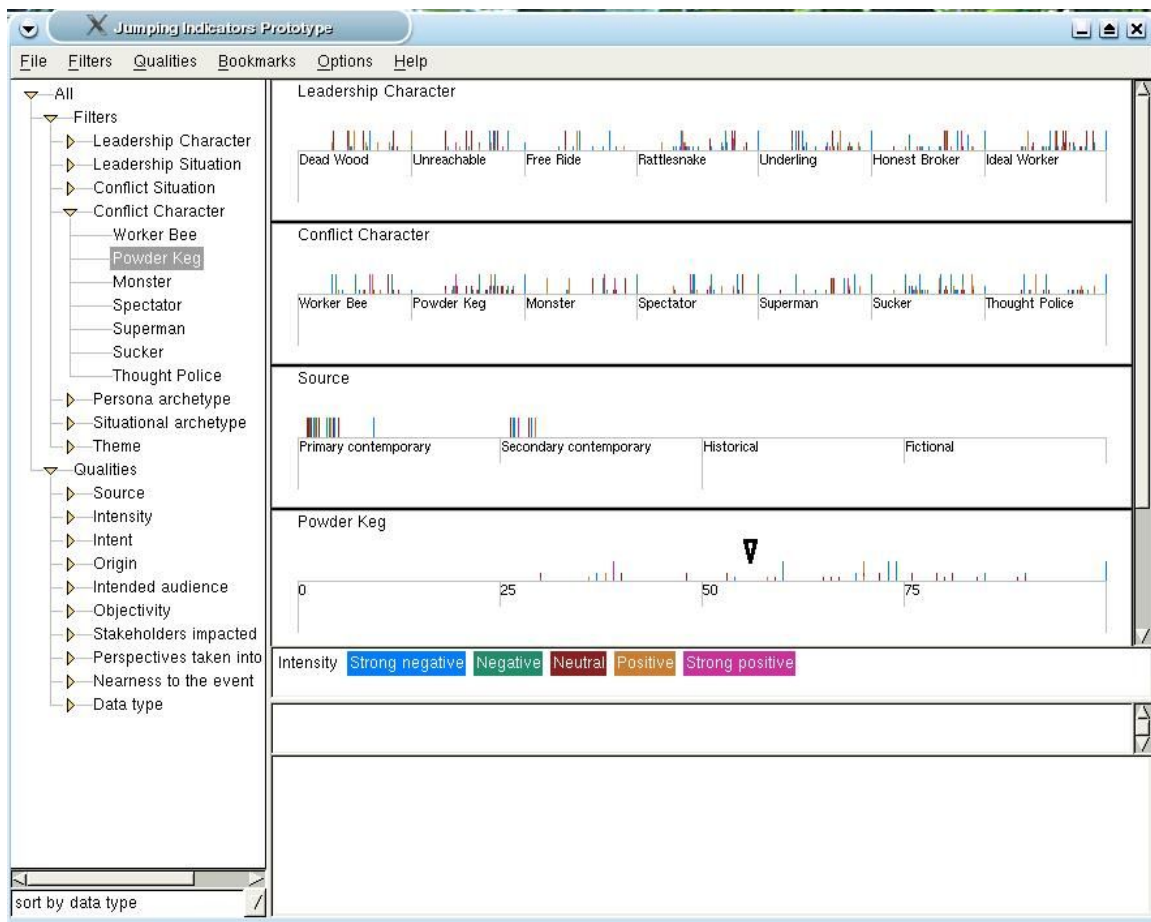 Jumping Indicators Prototype
File Filters Qualities Bookmarks Options Help
All
Filters
Leadership Character
Leadership Situation
Conflict Situation
Conflict Character
Worker Bee
Powder Keg
Monster
Spectator
Superman
Sucker
Thought Police
Persona archetype
Situational archetype
Theme
Qualities
Source
Intensity
Intent
Origin
Intended audience
Objectivity
Stakeholders impacted
Perspectives taken into
Nearness to the event
Data type
sort by data type
Leadership Character
Dead Wood Unreachable Free Ride Rattlesnake Underling Honest Broker Ideal Worker
Conflict Character
Worker Bee Powder Keg Monster Spectator Superman Sucker Thought Police
Source
Primary contemporary Secondary contemporary Historical Fictional
Powder Keg
0 25 50 75
Intensity Strong negative Negative Neutral Positive Strong positive